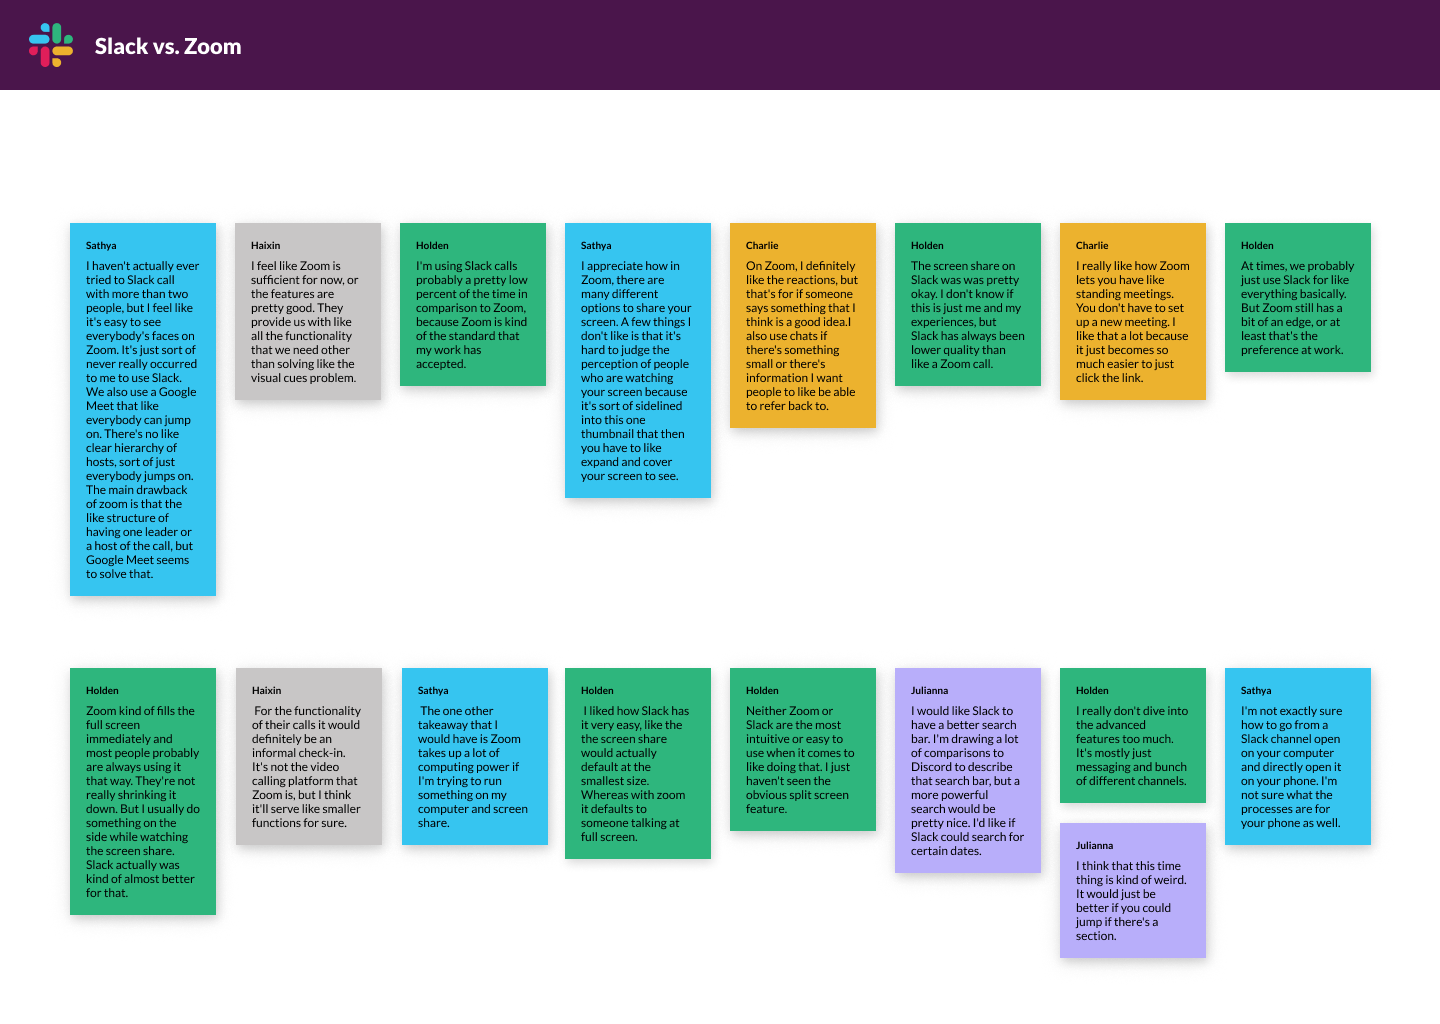 Slack vs. Zoom
Sathya
I haven't actually ever
tried to Slack call
with more than two
people, but I feel like
it's easy to see
everybody's faces on
Zoom. It's just sort of
never really occurred
to me to use Slack.
We also use a Google
Meet that like
everybody can jump
on. There's no like
clear hierarchy of
hosts, sort of just
everybody jumps on.
The main drawback
of zoom is that the
like structure of
having one leader or
a host of the call, but
Google Meet seems
to solve that.
Haixin
I feel like Zoom is
sufficient for now, or
the features are
pretty good. They
provide us with like
all the functionality
that we need other
than solving like the
visual cues problem.
Holden
I'm using Slack calls
probably a pretty low
percent of the time in
comparison to Zoom,
because Zoom is kind
of the standard that
my work has
accepted.
Sathya
I appreciate how in
Zoom, there are
many different
options to share your
screen. A few things I
don't like is that it's
hard to judge the
perception of people
who are watching
your screen because
it's sort of sidelined
into this one
thumbnail that then
you have to like
expand and cover
your screen to see.
Charlie
On Zoom, I definitely
like the reactions, but
that's for if someone
says something that I
think is a good idea.I
also use chats if
there's something
small or there's
information I want
people to like be able
to refer back to.
Holden
The screen share on
Slack was was pretty
okay. I don't know if
this is just me and my
experiences, but
Slack has always been
lower quality than
like a Zoom call.
Charlie
I really like how Zoom
lets you have like
standing meetings.
You don't have to set
up a new meeting. I
like that a lot because
it just becomes so
much easier to just
click the link.
Holden
At times, we probably
just use Slack for like
everything basically.
But Zoom still has a
bit of an edge, or at
least that's the
preference at work.
Holden
Zoom kind of fills the
full screen
immediately and
most people probably
are always using it
that way. They're not
really shrinking it
down. But I usually do
something on the
side while watching
the screen share.
Slack actually was
kind of almost better
for that.
Haixin
For the functionality
of their calls it would
definitely be an
informal check-in.
It's not the video
calling platform that
Zoom is, but I think
it'll serve like smaller
functions for sure.
Sathya
The one other
takeaway that I
would have is Zoom
takes up a lot of
computing power if
I'm trying to run
something on my
computer and screen
share.
Holden
I liked how Slack has
it very easy, like the
the screen share
would actually
default at the
smallest size.
Whereas with zoom
it defaults to
someone talking at
full screen.
Holden
Neither Zoom or
Slack are the most
intuitive or easy to
use when it comes to
like doing that. I just
haven't seen the
obvious split screen
feature.
Julianna
I would like Slack to
have a better search
bar. I'm drawing a lot
of comparisons to
Discord to describe
that search bar, but a
more powerful
search would be
pretty nice. I'd like if
Slack could search for
certain dates.
Holden
I really don't dive into
the advanced
features too much.
It's mostly just
messaging and bunch
of different channels.
Julianna
I think that this time
thing is kind of weird.
It would just be
better if you could
jump if there's a
section.
Sathya
I'm not exactly sure
how to go from a
Slack channel open
on your computer
and directly open it
on your phone. I'm
not sure what the
processes are for
your phone as well.